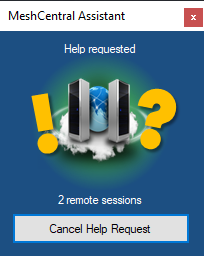 MeshCentral Assistant
Help requested
2 remote sessions
Cancel Help Request